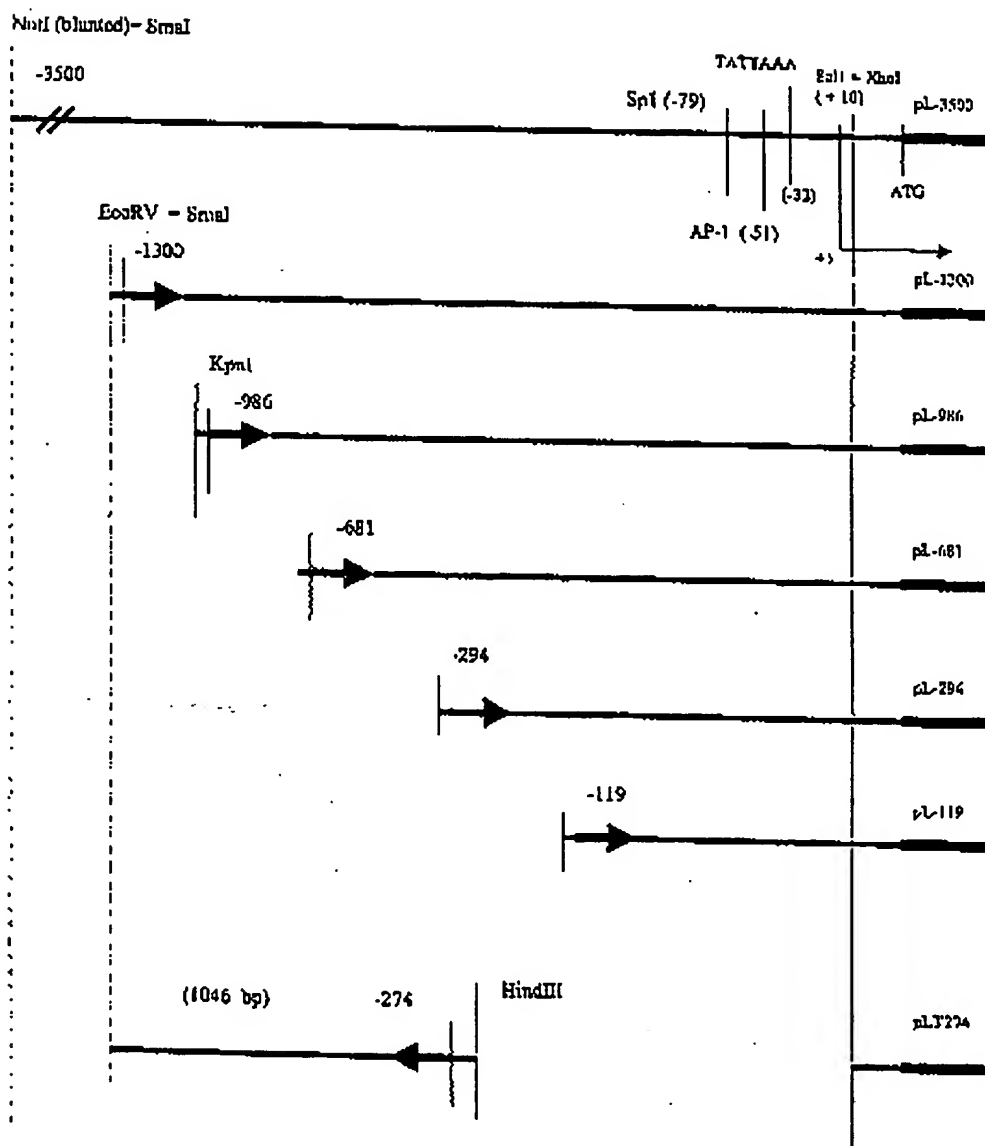 NotI (blunted)- SmaI
-3500
TATTAAA
SalI = XhoI
(+10)
Sp1 (-79)
pL-3500
(-32)
ATG
AP-1 (-51)
EcoRV - SmaI
-1300
pL-1300
KpnI
-986
pL-986
-681
pL-681
-294
pL-294
-119
pL-119
(1046 bp)
-274
HindIII